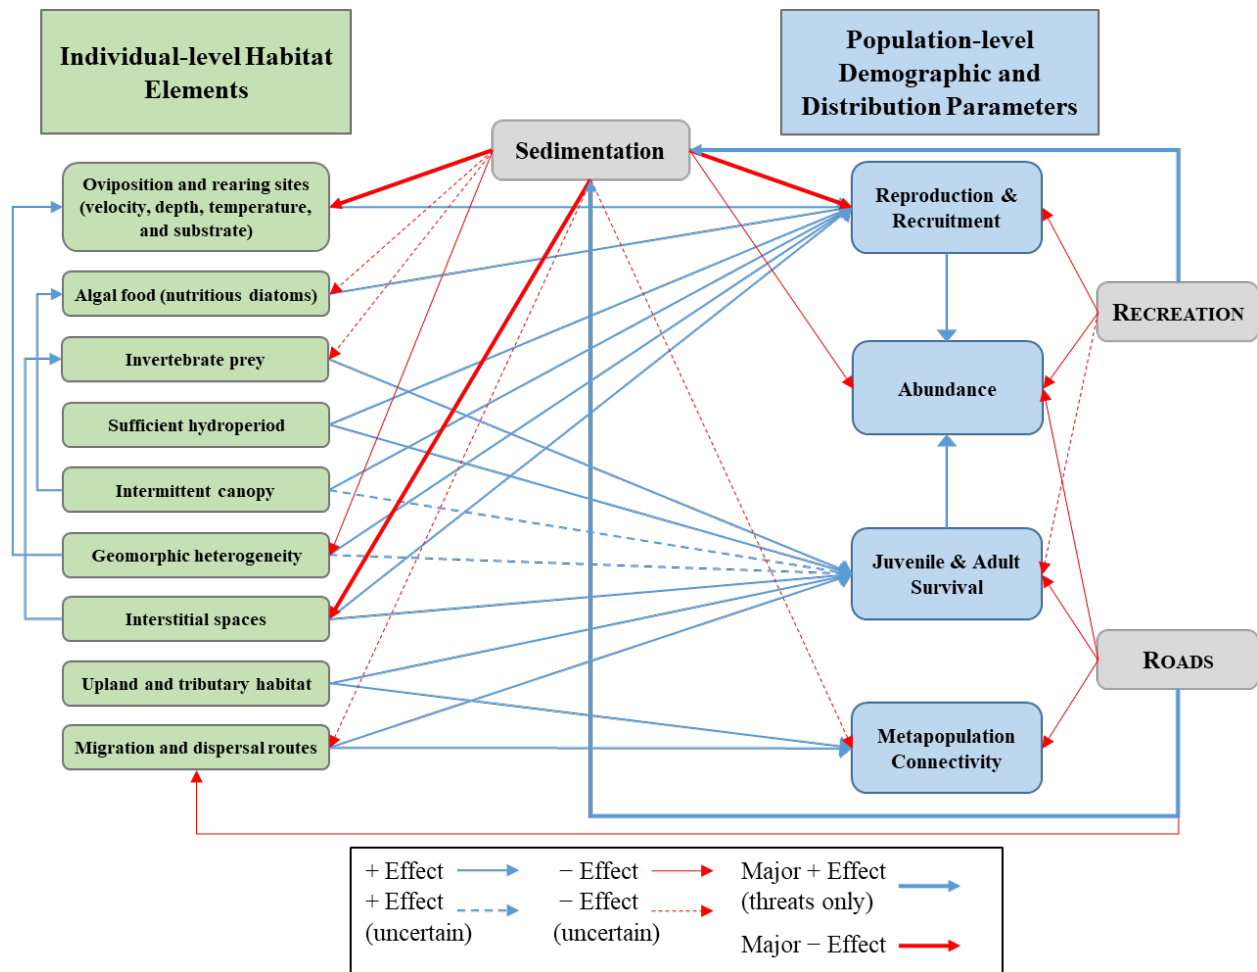 Individual-level Habitat
Elements
Population-level
Demographic and
Distribution Parameters
Sedimentation
Oviposition and rearing sites
(velocity, depth, temperature,
and substrate)
Algal food (nutritious diatoms)
Invertebrate prey
Sufficient hydroperiod
Intermittent canopy
Geomorphic heterogeneity
Interstitial spaces
Upland and tributary habitat
Migration and dispersal routes
Reproduction &
Recruitment
Abundance
Juvenile & Adult
Survival
Metapopulation
Connectivity
RECREATION
ROADS
+ Effect
+ Effect
(uncertain)
− Effect
− Effect
(uncertain)
Major + Effect
(threats only)
Major − Effect